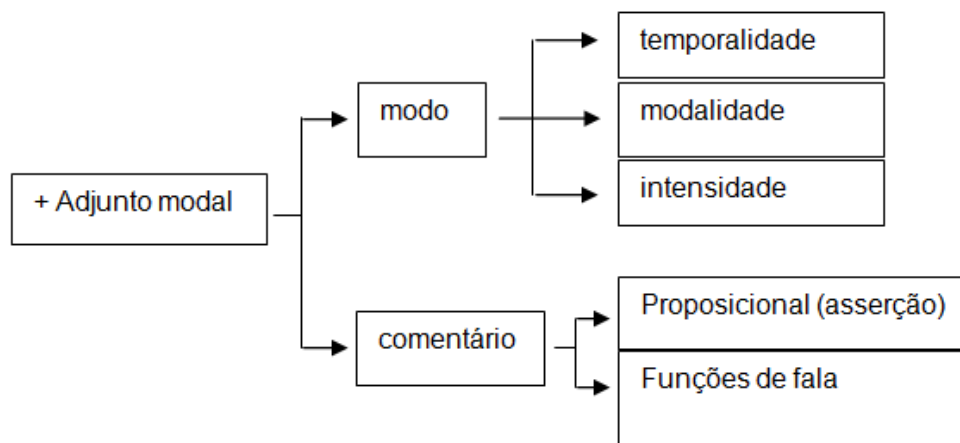 + Adjunto modal
modo
temporalidade
modalidade
intensidade
comentário
Proposicional (asserção)
Funções de fala